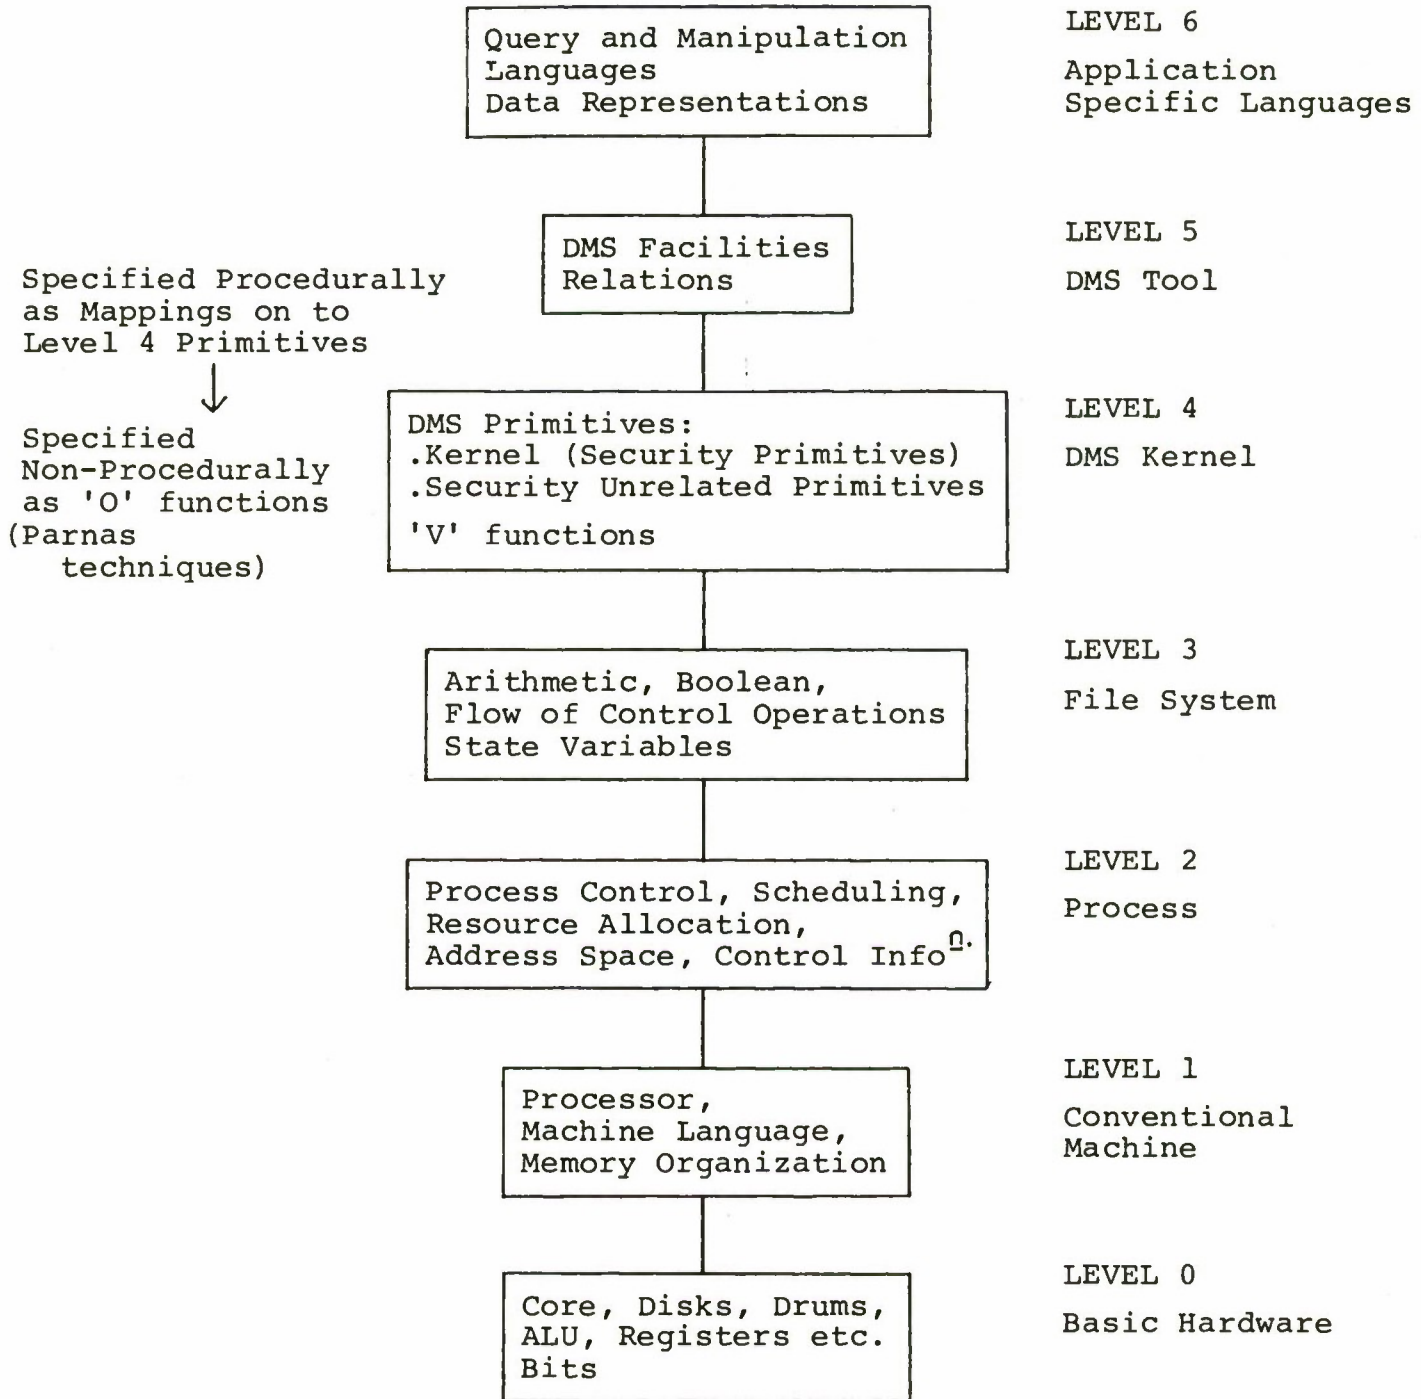 Query and Manipulation
Languages
Data Representations
LEVEL 6
Application
Specific Languages
DMS Facilities
Relations
LEVEL 5
DMS Tool
Specified Procedurally
as Mappings on to
Level 4 Primitives
↓
Specified
Non-Procedurally
as 'O' functions
(Parnas
techniques)
DMS Primitives:
.Kernel (Security Primitives)
.Security Unrelated Primitives
'V' functions
LEVEL 4
DMS Kernel
Arithmetic, Boolean,
Flow of Control Operations
State Variables
LEVEL 3
File System
Process Control, Scheduling,
Resource Allocation,
Address Space, Control Infoⁿ.
LEVEL 2
Process
Processor,
Machine Language,
Memory Organization
LEVEL 1
Conventional
Machine
Core, Disks, Drums,
ALU, Registers etc.
Bits
LEVEL 0
Basic Hardware